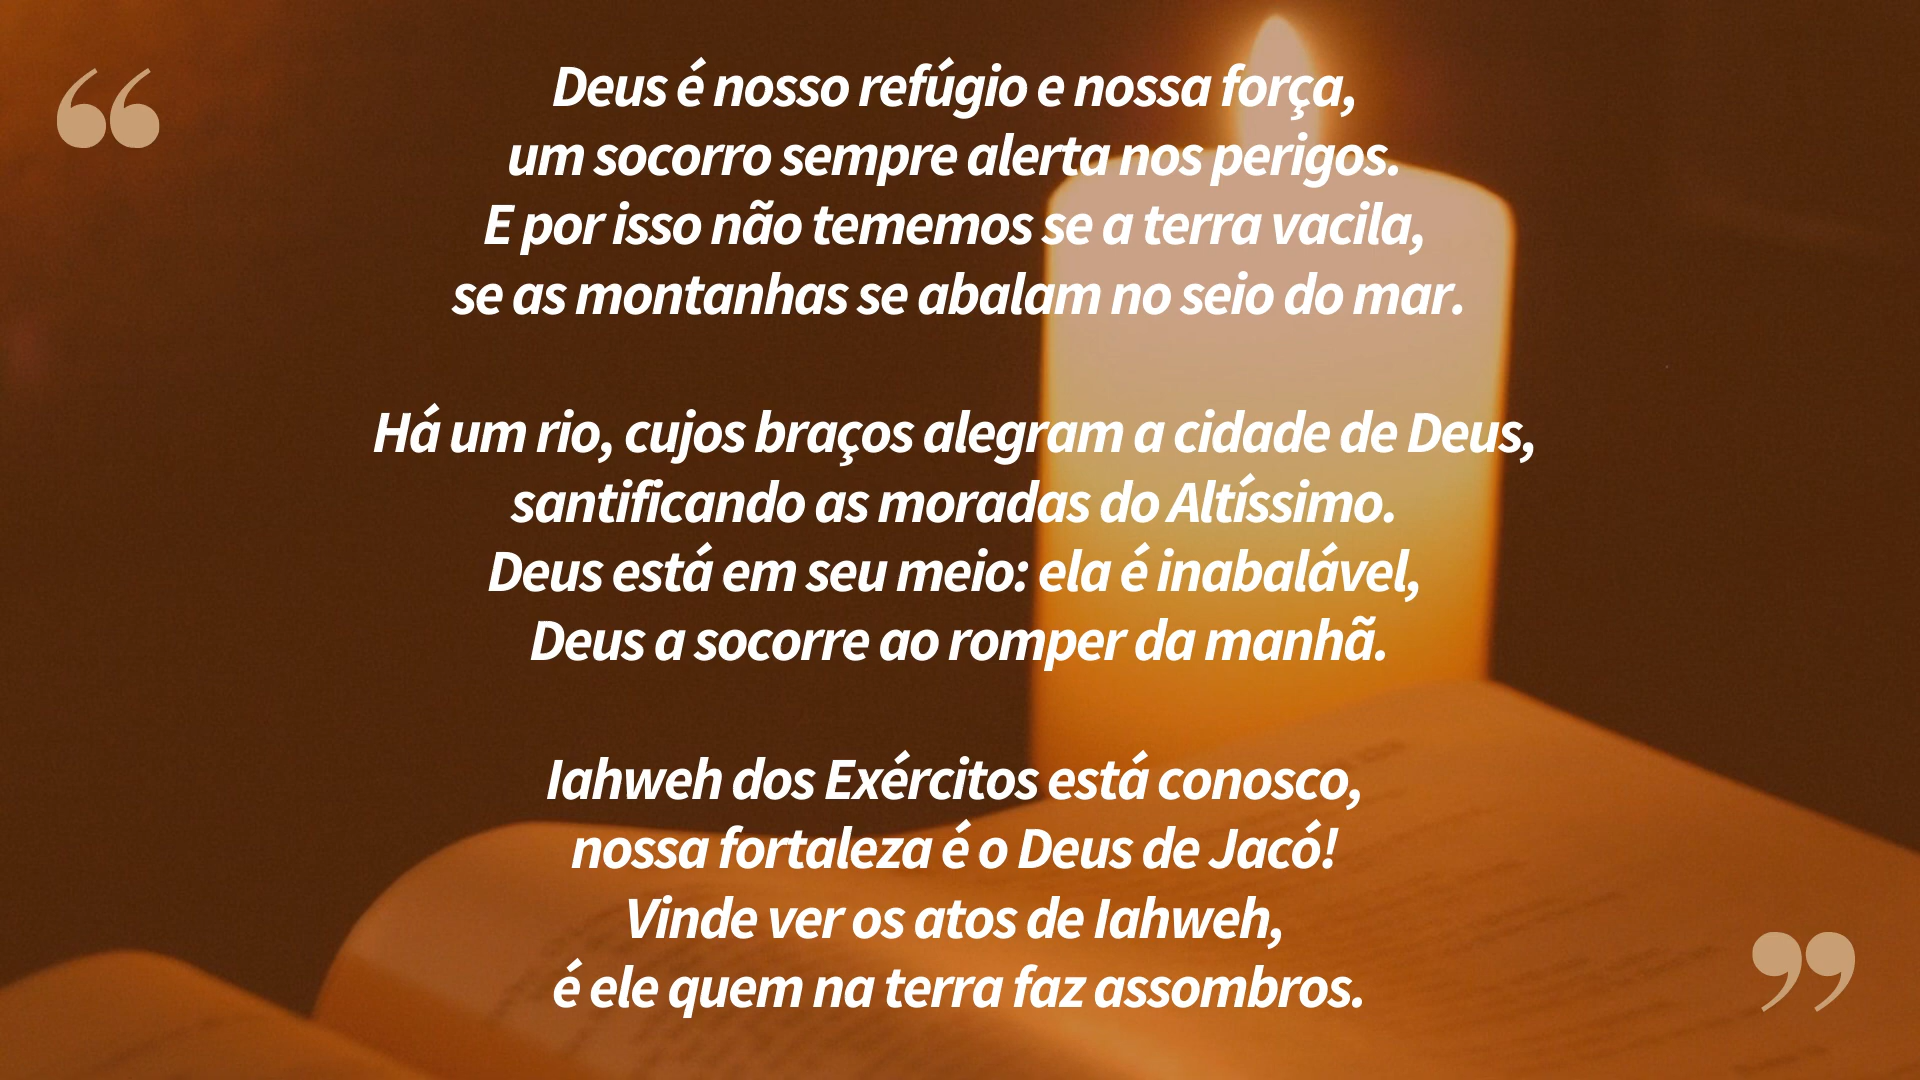 “
Deus é nosso refúgio e nossa força,
um socorro sempre alerta nos perigos.
E por isso não tememos se a terra vacila,
se as montanhas se abalam no seio do mar.
Há um rio, cujos braços alegram a cidade de Deus,
santificando as moradas do Altíssimo.
Deus está em seu meio: ela é inabalável,
Deus a socorre ao romper da manhã.
Iahweh dos Exércitos está conosco,
nossa fortaleza é o Deus de Jacó!
Vinde ver os atos de Iahweh,
é ele quem na terra faz assombros.
”